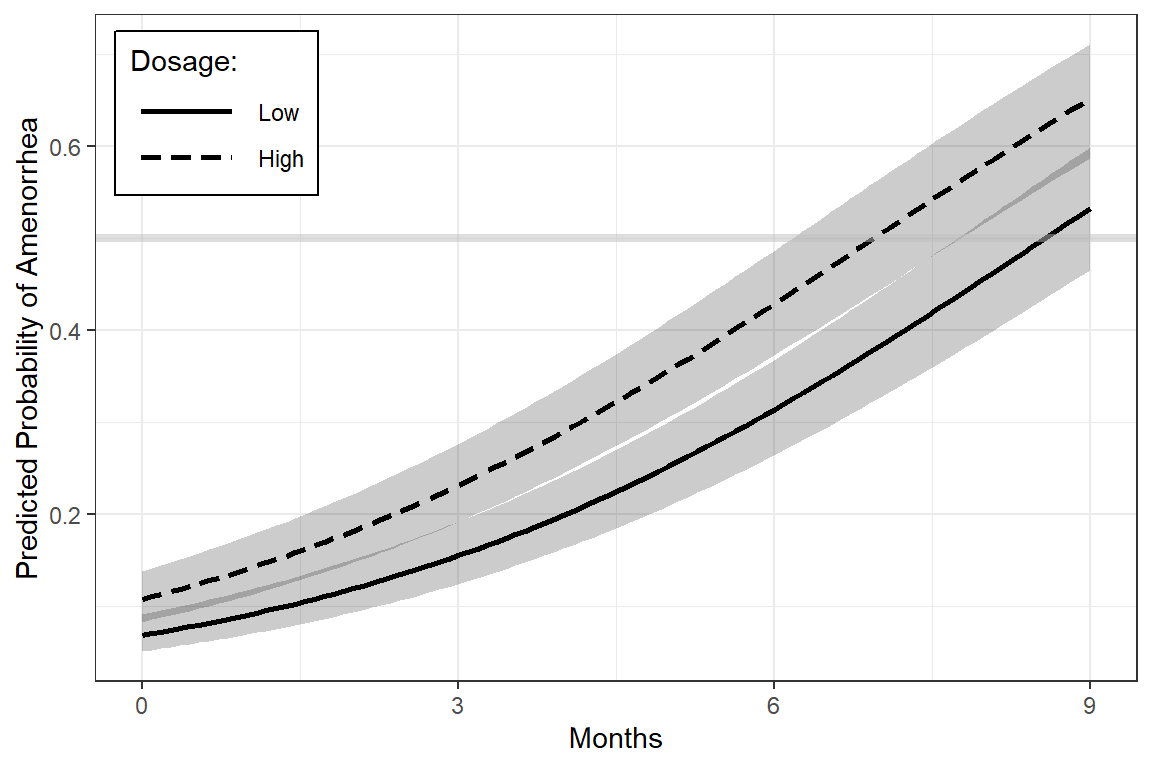 Dosage:
Low
High
Predicted Probability of Amenorrhea
0.6
0.4
0.2
0 3 6 9
Months